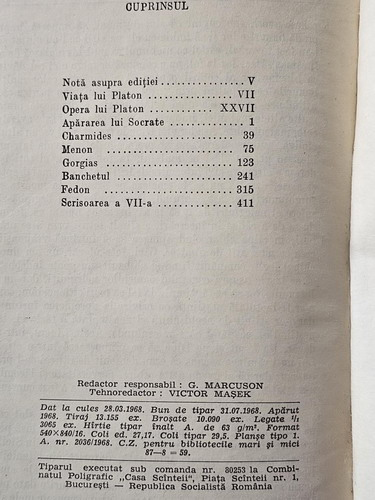 CUPRINSUL
Notă asupra ediției . . . . . . . . . . . . . . . V
Viața lui Platon . . . . . . . . . . . . . . . VII
Opera lui Platon . . . . . . . . . . . . XXVII
Apărarea lui Socrate . . . . . . . . . . . . 1
Charmides . . . . . . . . . . . . . . . . . 39
Menon . . . . . . . . . . . . . . . . . . . 75
Gorgias . . . . . . . . . . . . . . . . . . 123
Banchetul . . . . . . . . . . . . . . . . . 241
Fedon . . . . . . . . . . . . . . . . . . . 315
Scrisoarea a VII-a . . . . . . . . . . . . . 411
Redactor responsabil : G. MARCUSON
Tehnoredactor : VICTOR MAȘEK
Dat la cules 28.03.1968. Bun de tipar 31.07.1968. Apărut
1968. Tiraj 13.155 ex. Broșate 10.090 ex. Legate 1/1
3065 ex. Hîrtie tipar înalt A. de 63 g/m². Format
540×840/16. Coli ed. 27,17. Coli tipar 29,5. Planșe tipo 1.
A. nr. 2036/1968. C.Z. pentru bibliotecile mari și mici
87—8 = 59.
Tiparul executat sub comanda nr. 80253 la Com­binatul Poligrafic „Casa Scînteii”, Piața Scînteii nr. 1,
București — Republica Socialistă România